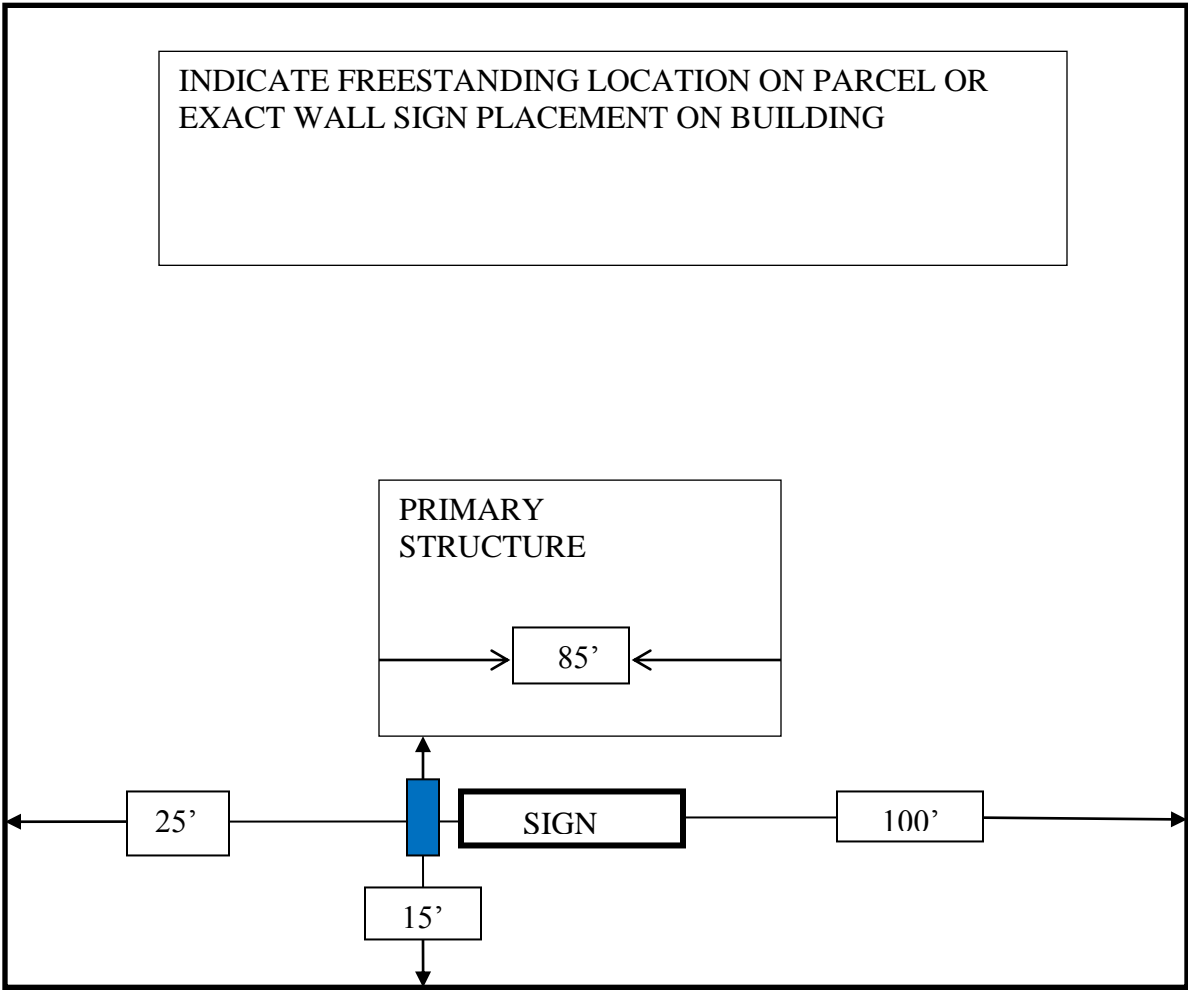 INDICATE FREESTANDING LOCATION ON PARCEL OR
EXACT WALL SIGN PLACEMENT ON BUILDING
PRIMARY
STRUCTURE
85’
25’
SIGN
100’
15’